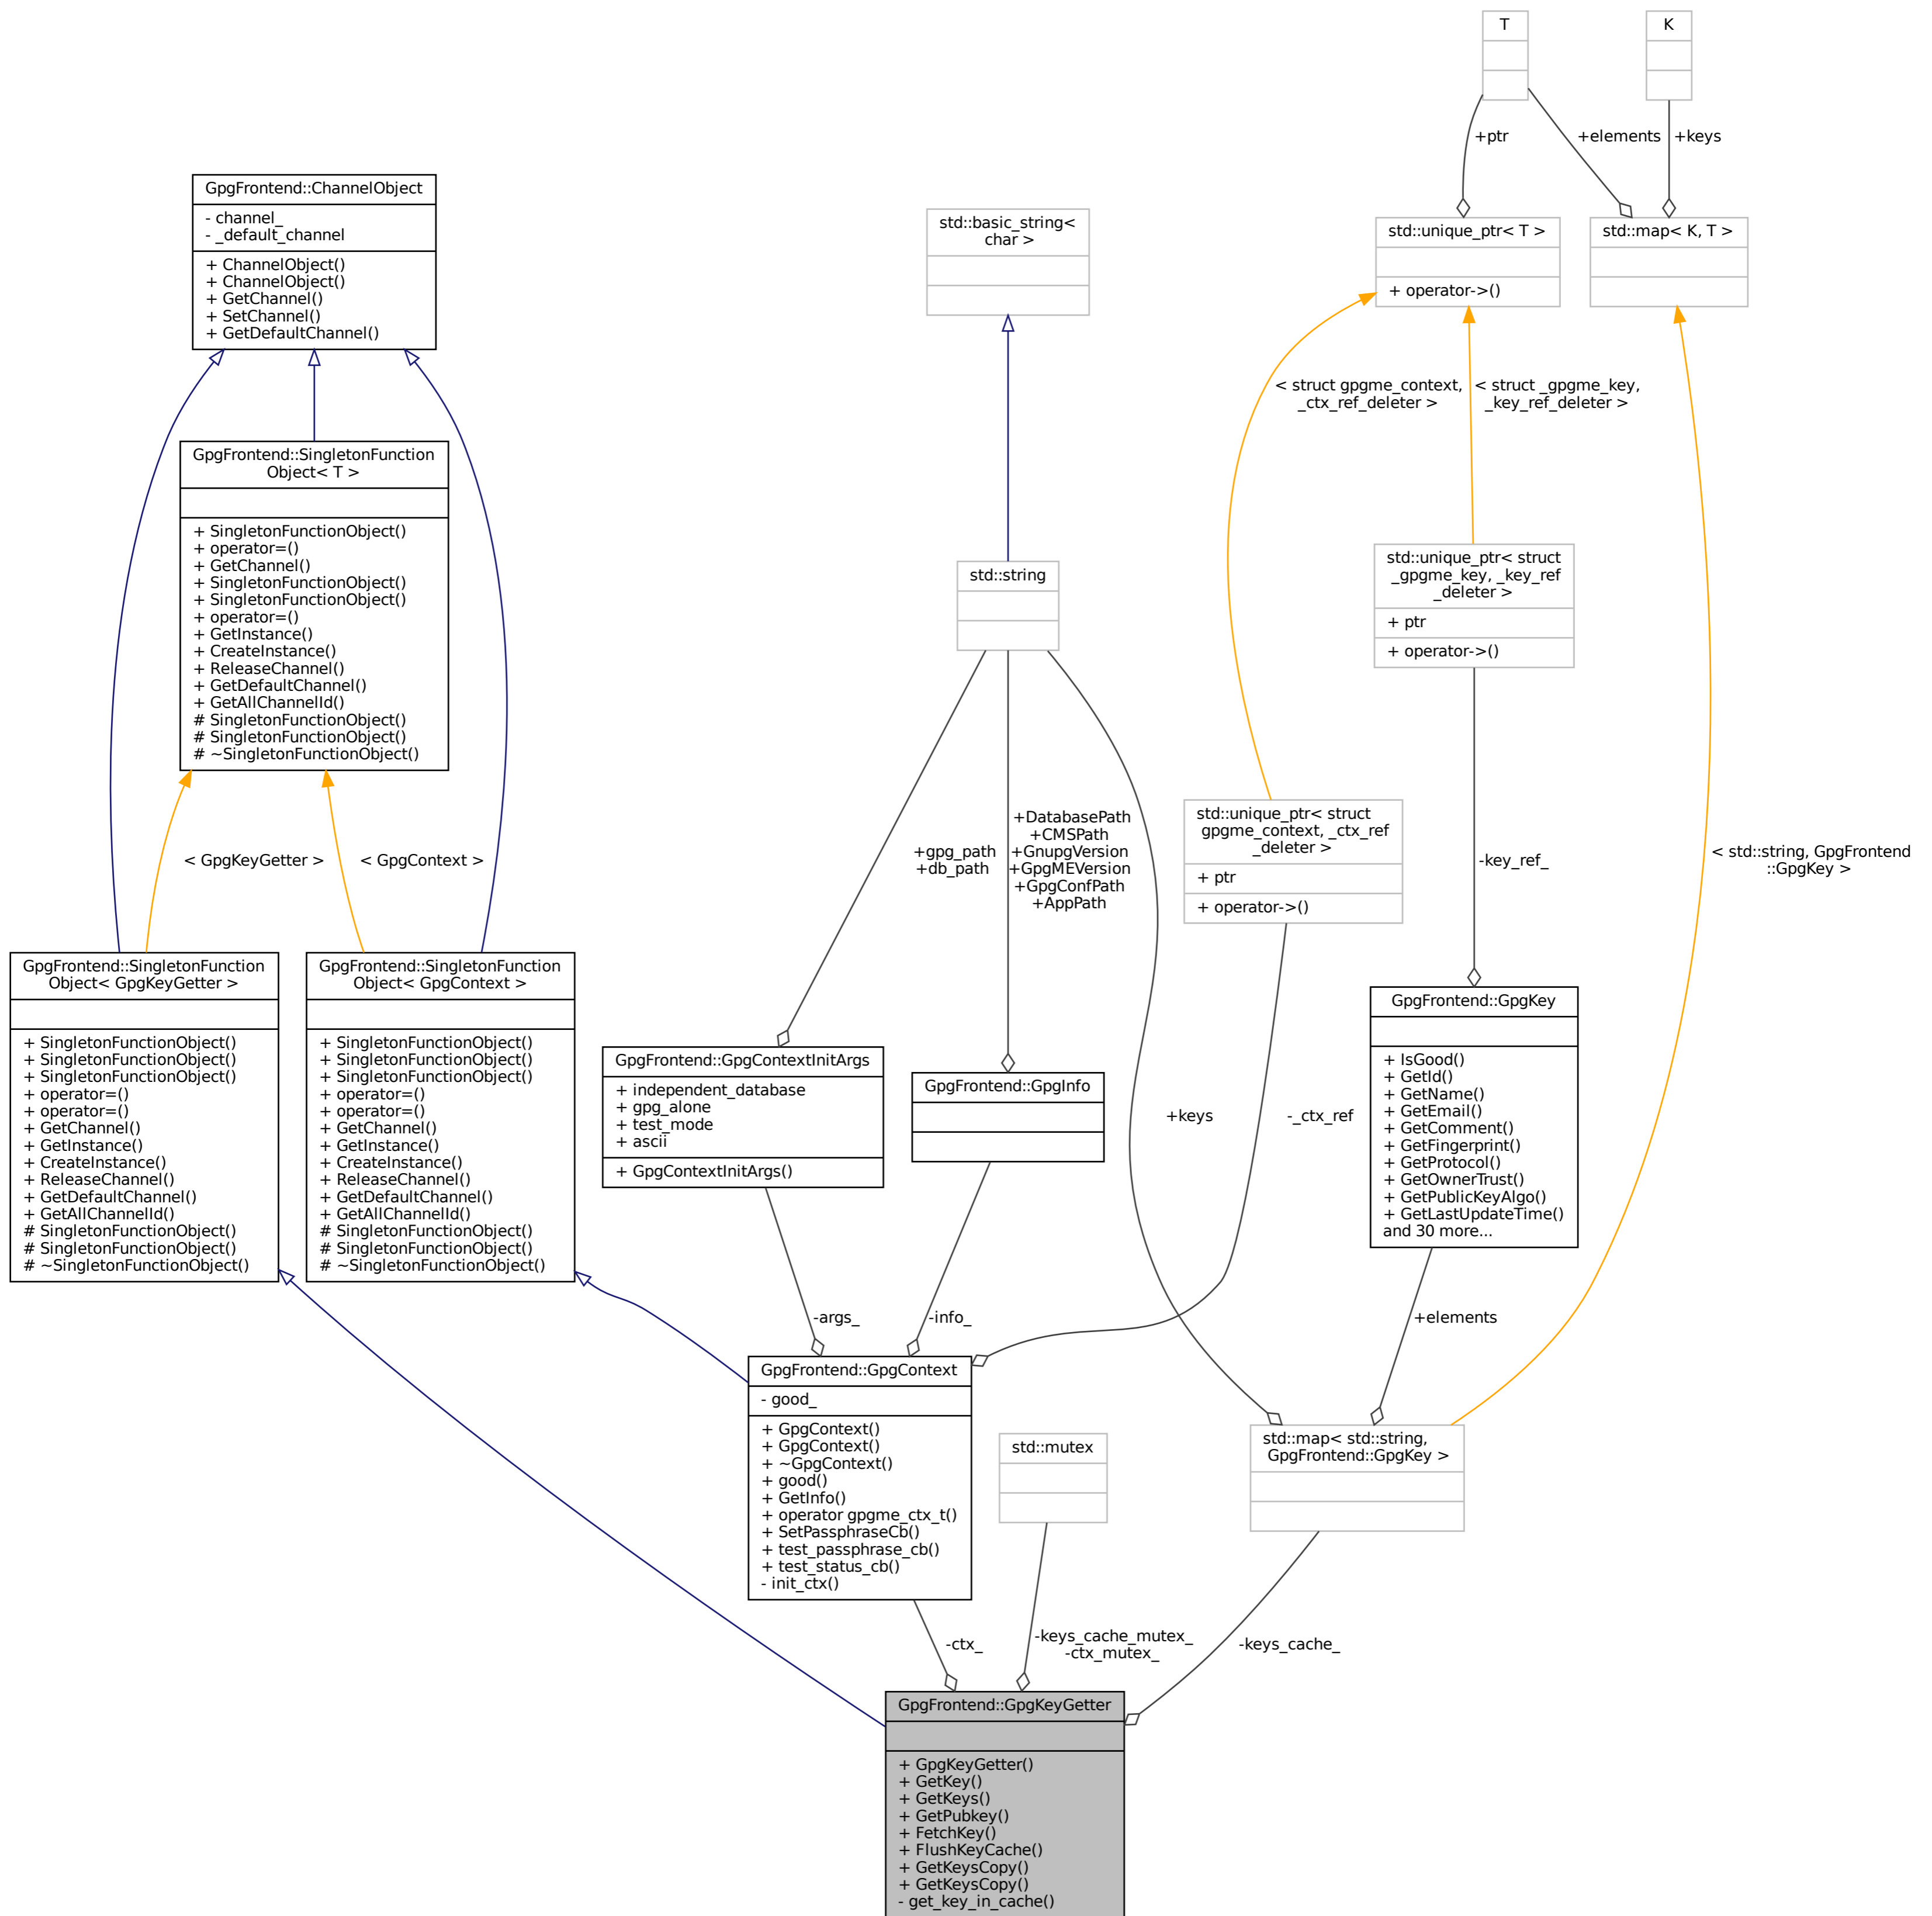 T
K
+ptr
+elements
+keys
GpgFrontend::ChannelObject
- channel_
- _default_channel
+ ChannelObject()
+ ChannelObject()
+ GetChannel()
+ SetChannel()
+ GetDefaultChannel()
std::basic_string<
char >
std::unique_ptr< T >
+ operator->()
std::map< K, T >
< struct gpgme_context,
_ctx_ref_deleter >
< struct _gpgme_key,
_key_ref_deleter >
GpgFrontend::SingletonFunction
Object< T >
+ SingletonFunctionObject()
+ operator=()
+ GetChannel()
+ SingletonFunctionObject()
+ SingletonFunctionObject()
+ operator=()
+ GetInstance()
+ CreateInstance()
+ ReleaseChannel()
+ GetDefaultChannel()
+ GetAllChannelId()
# SingletonFunctionObject()
# SingletonFunctionObject()
# ~SingletonFunctionObject()
std::string
std::unique_ptr< struct
_gpgme_key, _key_ref
_deleter >
+ ptr
+ operator->()
< GpgKeyGetter >
< GpgContext >
+gpg_path
+db_path
+DatabasePath
+CMSPath
+GnupgVersion
+GpgMEVersion
+GpgConfPath
+AppPath
std::unique_ptr< struct
gpgme_context, _ctx_ref
_deleter >
+ ptr
+ operator->()
-key_ref_
< std::string, GpgFrontend
::GpgKey >
GpgFrontend::SingletonFunction
Object< GpgKeyGetter >
+ SingletonFunctionObject()
+ SingletonFunctionObject()
+ SingletonFunctionObject()
+ operator=()
+ operator=()
+ GetChannel()
+ GetInstance()
+ CreateInstance()
+ ReleaseChannel()
+ GetDefaultChannel()
+ GetAllChannelId()
# SingletonFunctionObject()
# SingletonFunctionObject()
# ~SingletonFunctionObject()
GpgFrontend::SingletonFunction
Object< GpgContext >
+ SingletonFunctionObject()
+ SingletonFunctionObject()
+ SingletonFunctionObject()
+ operator=()
+ operator=()
+ GetChannel()
+ GetInstance()
+ CreateInstance()
+ ReleaseChannel()
+ GetDefaultChannel()
+ GetAllChannelId()
# SingletonFunctionObject()
# SingletonFunctionObject()
# ~SingletonFunctionObject()
GpgFrontend::GpgContextInitArgs
+ independent_database
+ gpg_alone
+ test_mode
+ ascii
+ GpgContextInitArgs()
GpgFrontend::GpgInfo
+keys
-_ctx_ref
GpgFrontend::GpgKey
+ IsGood()
+ GetId()
+ GetName()
+ GetEmail()
+ GetComment()
+ GetFingerprint()
+ GetProtocol()
+ GetOwnerTrust()
+ GetPublicKeyAlgo()
+ GetLastUpdateTime()
and 30 more...
-args_
-info_
+elements
GpgFrontend::GpgContext
- good_
+ GpgContext()
+ GpgContext()
+ ~GpgContext()
+ good()
+ GetInfo()
+ operator gpgme_ctx_t()
+ SetPassphraseCb()
+ test_passphrase_cb()
+ test_status_cb()
- init_ctx()
std::mutex
std::map< std::string,
GpgFrontend::GpgKey >
-ctx_
-keys_cache_mutex_
-ctx_mutex_
-keys_cache_
GpgFrontend::GpgKeyGetter
+ GpgKeyGetter()
+ GetKey()
+ GetKeys()
+ GetPubkey()
+ FetchKey()
+ FlushKeyCache()
+ GetKeysCopy()
+ GetKeysCopy()
- get_key_in_cache()